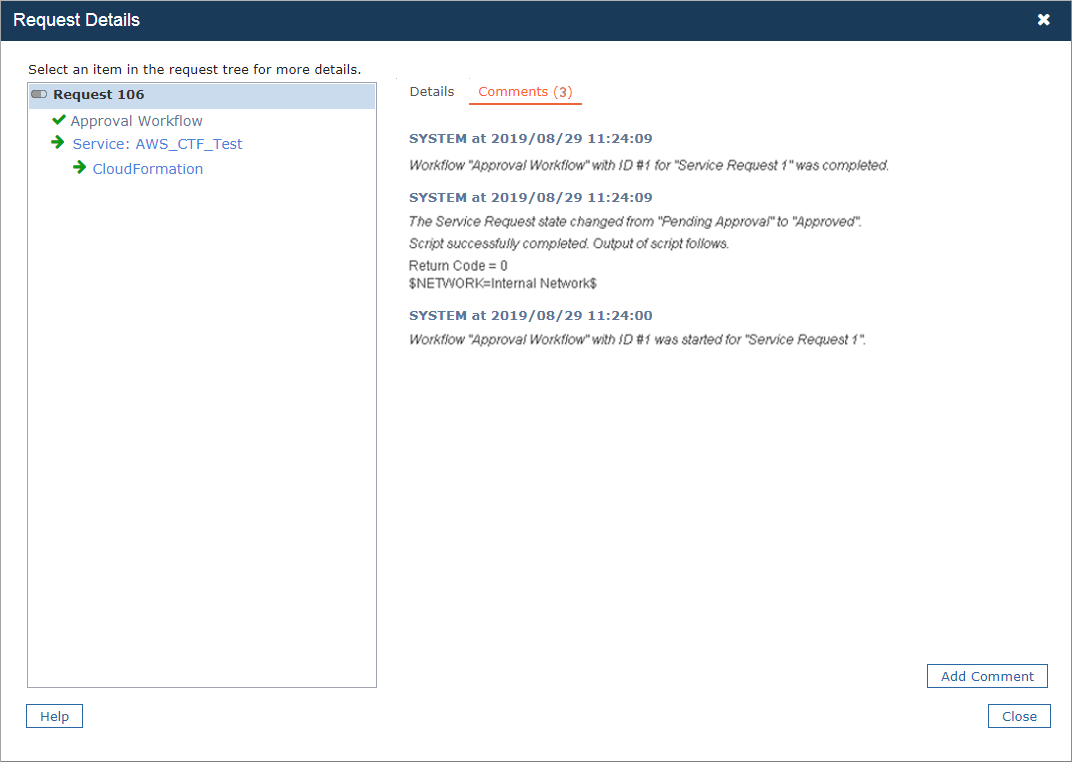 Request Details
Select an item in the request tree for more details.
Request 106
Approval Workflow
Service: AWS_CTF_Test
CloudFormation
Details
Comments (3)
SYSTEM at 2019/08/29 11:24:09
Workflow "Approval Workflow" with ID #1 for "Service Request 1" was completed.
SYSTEM at 2019/08/29 11:24:09
The Service Request state changed from "Pending Approval" to "Approved".
Script successfully completed. Output of script follows.
Return Code = 0
$NETWORK=Internal Network$
SYSTEM at 2019/08/29 11:24:00
Workflow "Approval Workflow" with ID #1 was started for "Service Request 1".
Add Comment
Help
Close